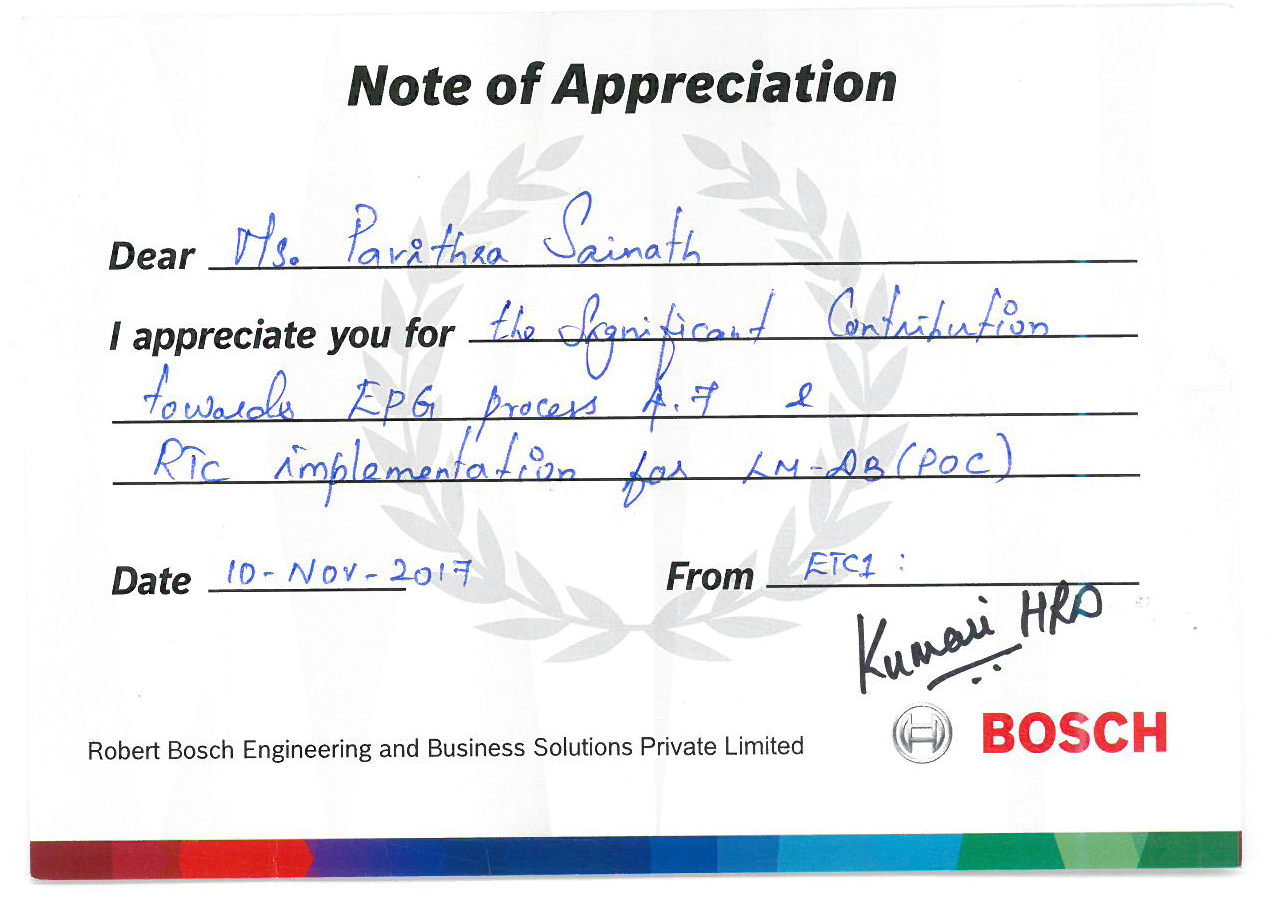 Note of Appreciation
Dear Ms. Pavithra Sainath
I appreciate you for the Significant Contribution
towards EPG process 4.7 &
RTC implementation for LM-DB (POC)
Date 10-Nov-2017 From ETC1 :
Kumari HRD
Robert Bosch Engineering and Business Solutions Private Limited
BOSCH